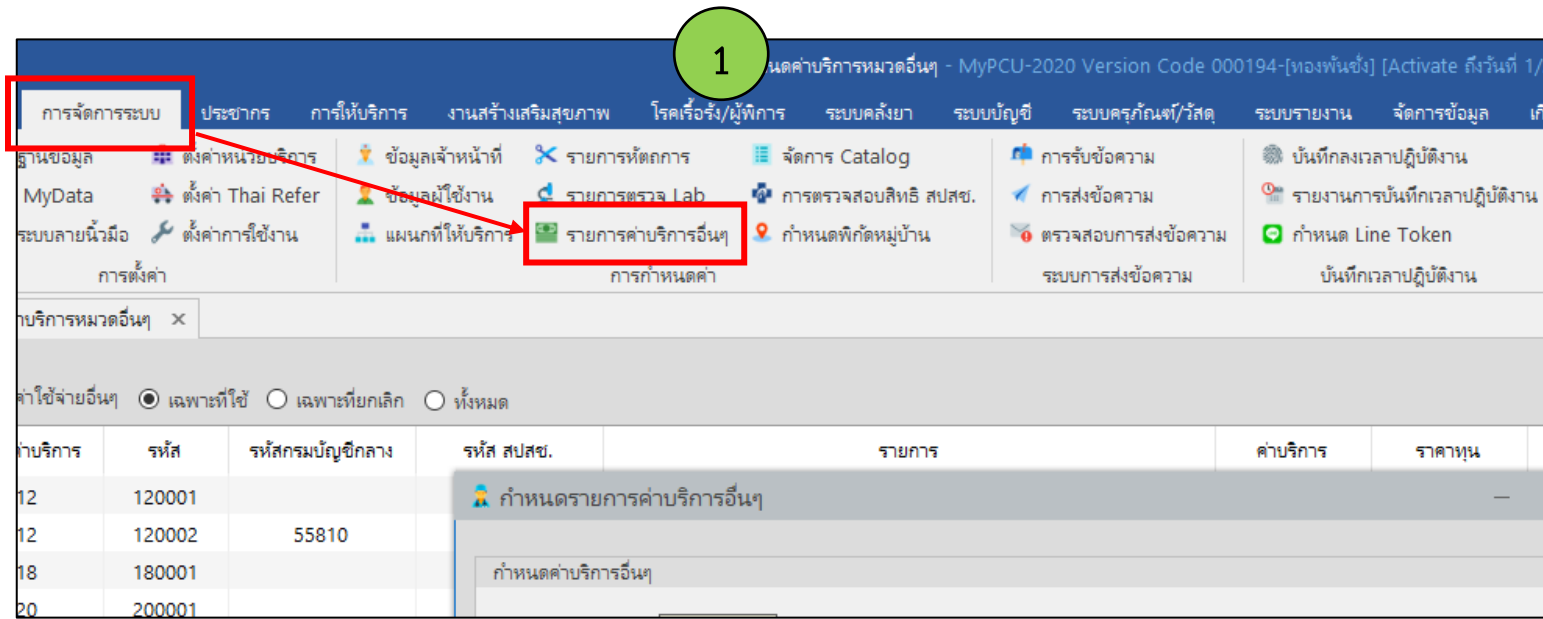 1
นดค่าบริการหมวดอื่นๆ - MyPCU-2020 Version Code 000194-[ทองพันชั่ง] [Activate ถึงวันที่ 1/
การจัดการระบบ ประชากร การให้บริการ งานสร้างเสริมสุขภาพ โรคเรื้อรัง/ผู้พิการ ระบบคลังยา ระบบบัญชี ระบบครุภัณฑ์/วัสดุ ระบบรายงาน จัดการข้อมูล
ฐานข้อมูล ตั้งค่าหน่วยบริการ ข้อมูลเจ้าหน้าที่ รายการหัตถการ จัดการ Catalog การรับข้อความ บันทึกลงเวลาปฏิบัติงาน
MyData ตั้งค่า Thai Refer ข้อมูลผู้ใช้งาน รายการตรวจ Lab การตรวจสอบสิทธิ สปสช. การส่งข้อความ รายงานการบันทึกเวลาปฏิบัติงาน
ระบบลายนิ้วมือ ตั้งค่าการใช้งาน แผนกที่ให้บริการ รายการค่าบริการอื่นๆ กำหนดพิกัดหมู่บ้าน ตรวจสอบการส่งข้อความ กำหนด Line Token
การตั้งค่า การกำหนดค่า ระบบการส่งข้อความ บันทึกเวลาปฏิบัติงาน
าบริการหมวดอื่นๆ ×
ค่าใช้จ่ายอื่นๆ เฉพาะที่ใช้ เฉพาะที่ยกเลิก ทั้งหมด
าบริการ รหัส รหัสกรมบัญชีกลาง รหัส สปสช. รายการ ค่าบริการ ราคาทุน
12 120001
กำหนดรายการค่าบริการอื่นๆ
12 120002 55810
18 180001
กำหนดค่าบริการอื่นๆ
20 200001